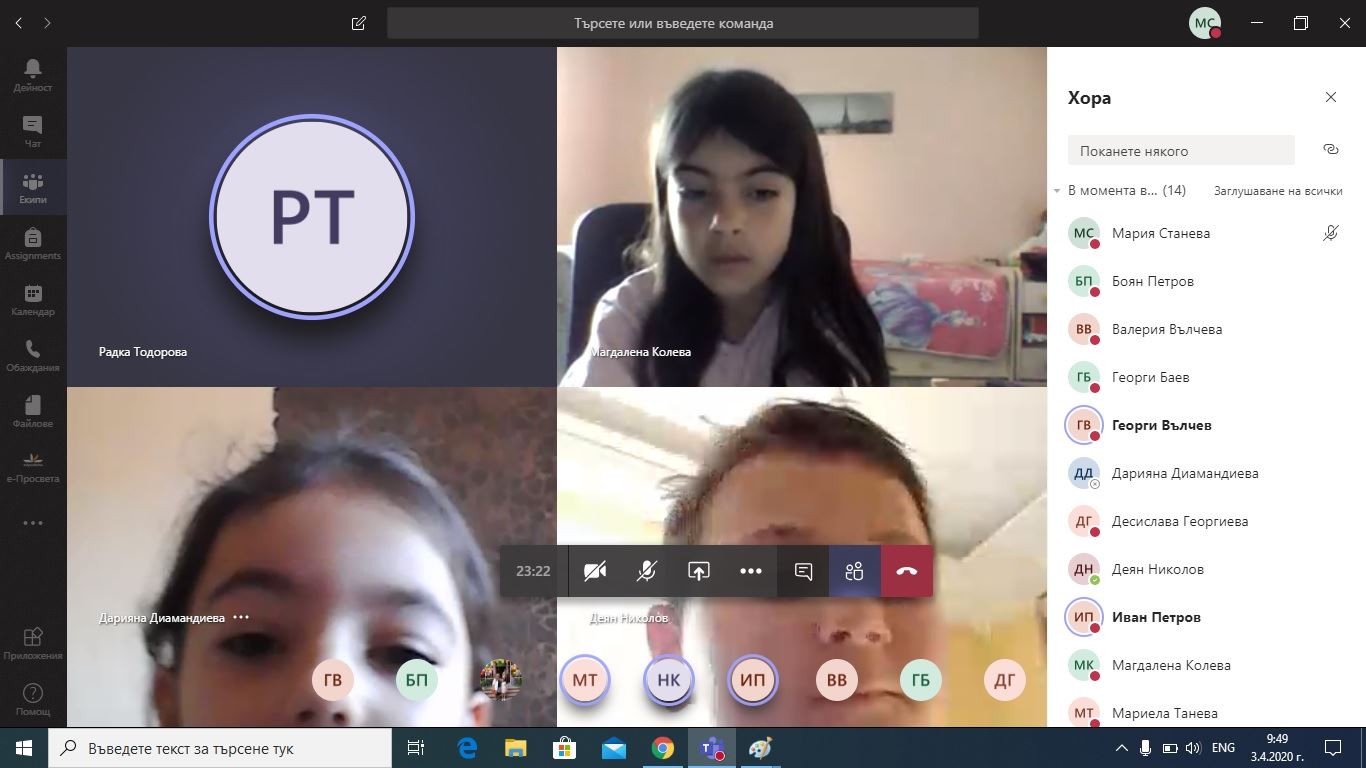 Търсете или въведете команда
МС
Дейност
Чат
Екипи
Assignments
Календар
Обаждания
Файлове
е-Просвета
Приложения
Помощ
РТ
Радка Тодорова
Магдалена Колева
Дарияна Диамандиева
Деян Николов
23:22
ГВ
БП
МТ
НК
ИП
ВВ
ГБ
ДГ
Хора
Поканете някого
В момента в... (14)
Заглушаване на всички
МС Мария Станева
БП Боян Петров
ВВ Валерия Вълчева
ГБ Георги Баев
ГВ Георги Вълчев
ДД Дарияна Диамандиева
ДГ Десислава Георгиева
ДН Деян Николов
ИП Иван Петров
МК Магдалена Колева
МТ Мариела Танева
Въведете текст за търсене тук
ENG
9:49
3.4.2020 г.